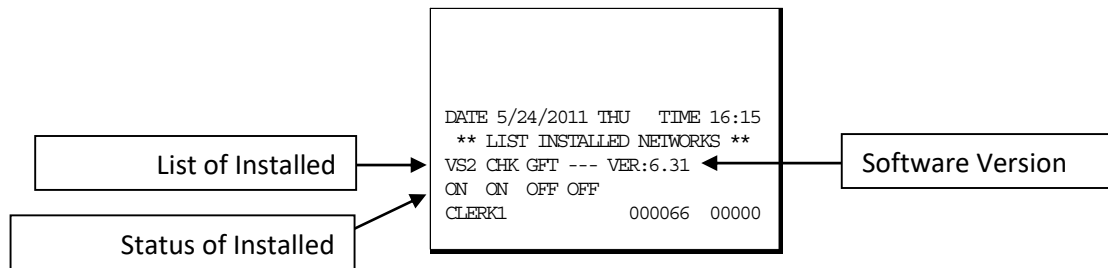 DATE 5/24/2011 THU TIME 16:15
** LIST INSTALLED NETWORKS **
List of Installed
VS2 CHK GFT --- VER:6.31
Software Version
ON ON OFF OFF
CLERK1 000066 00000
Status of Installed